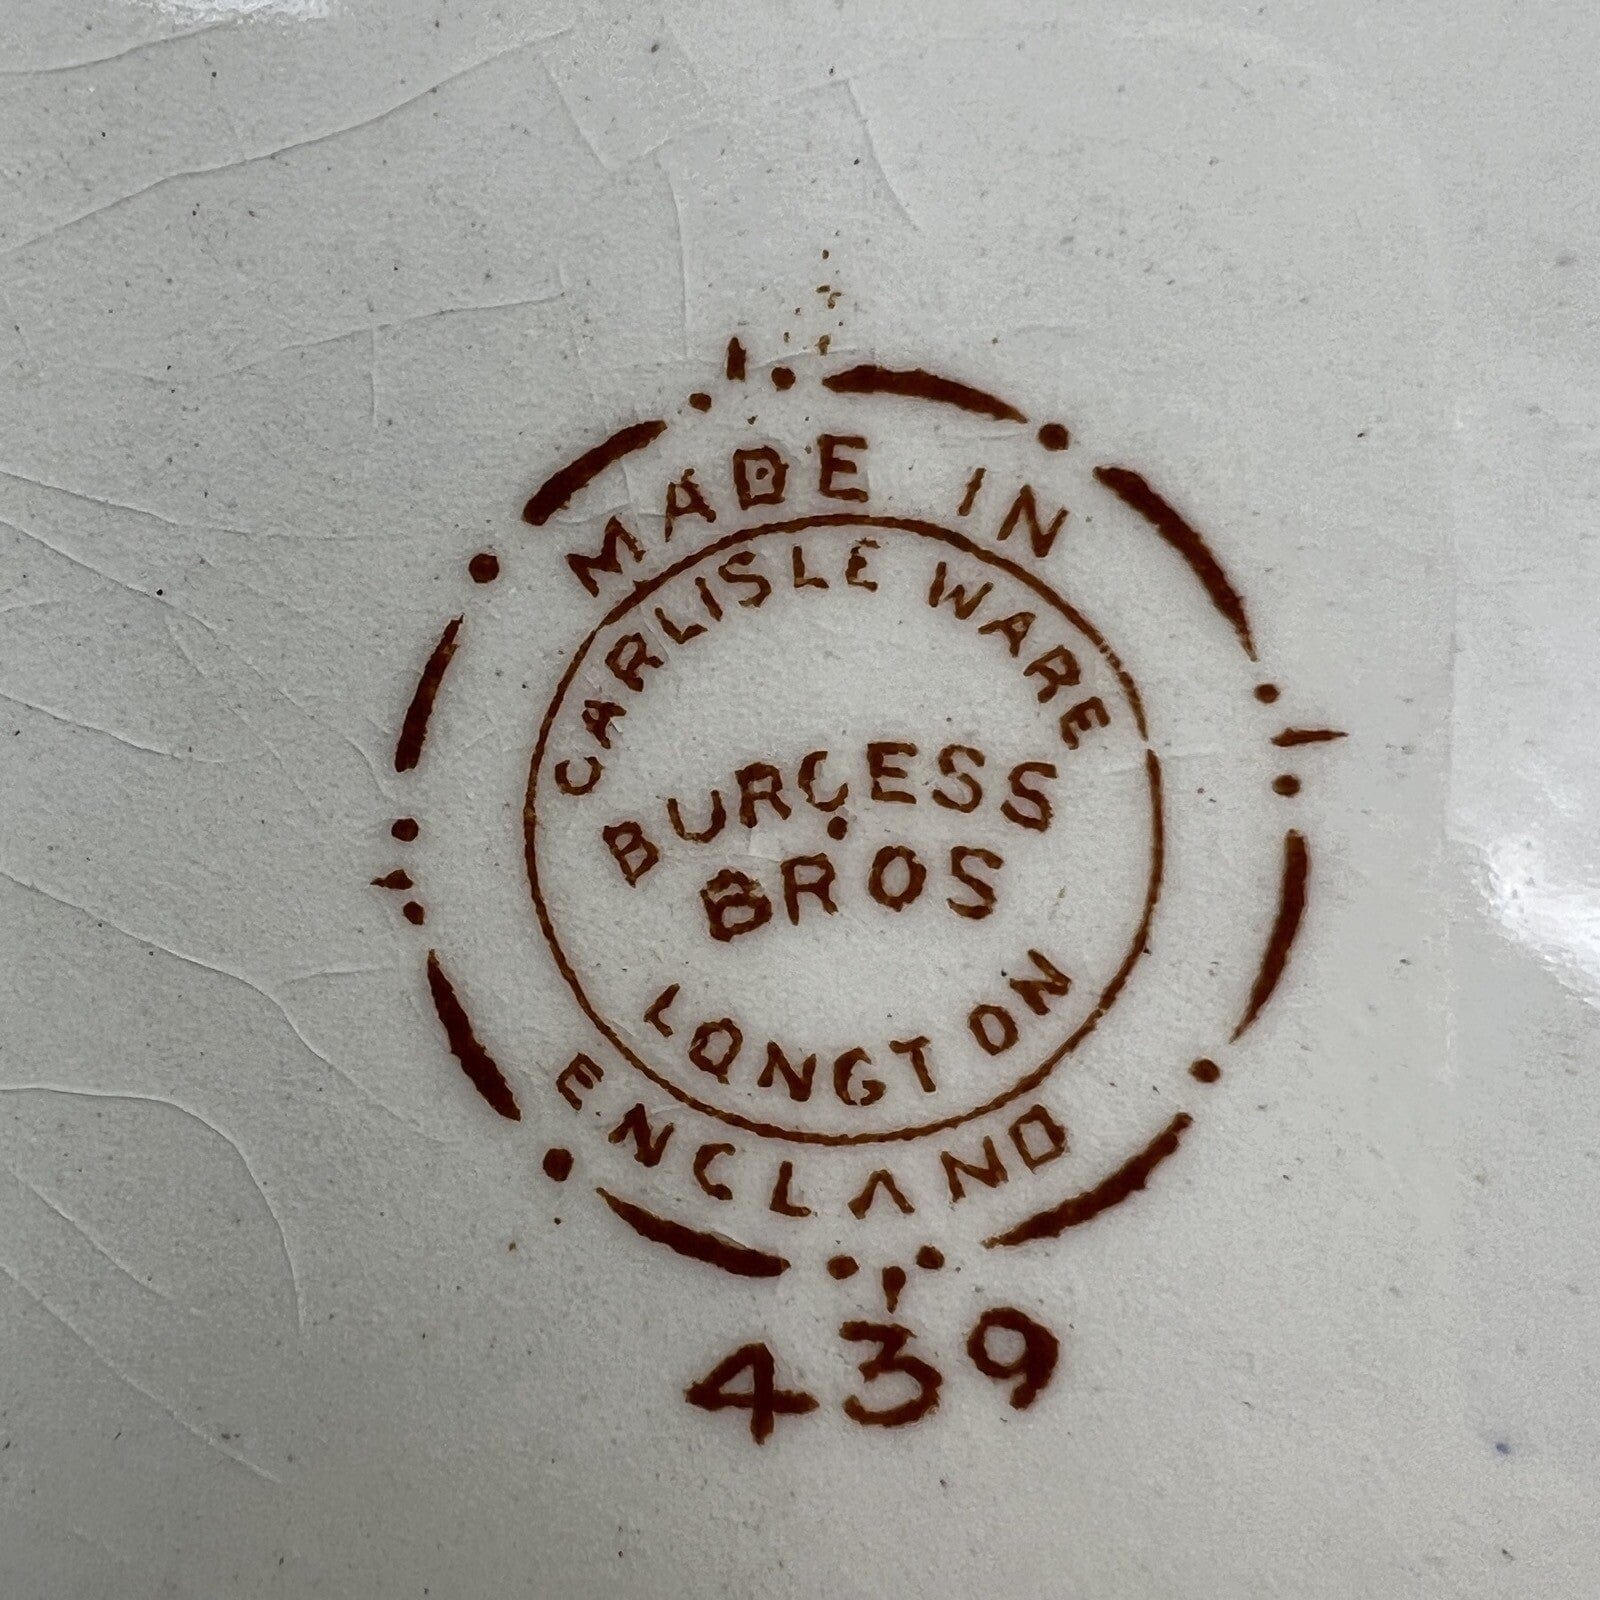 MADE IN
CARLISLE WARE
BURGESS
BROS
LONGTON
ENGLAND
439